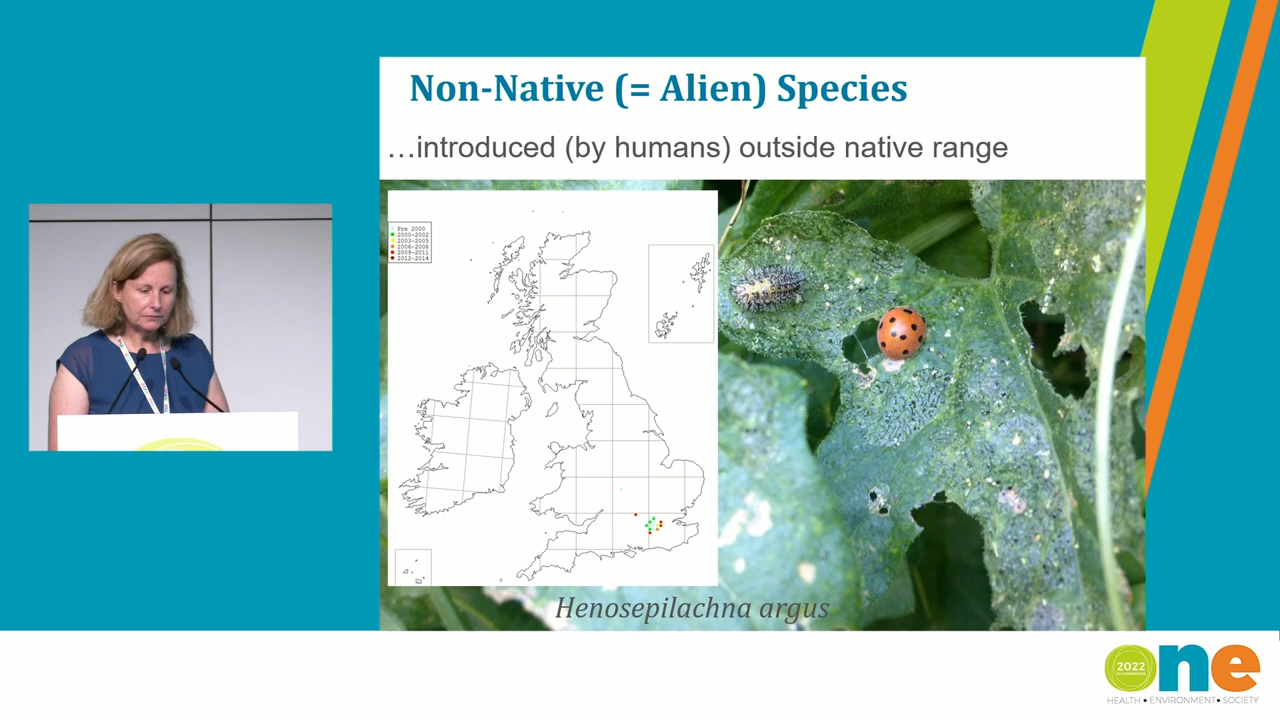 Non-Native (= Alien) Species
…introduced (by humans) outside native range
Pre 2000
2000-2002
2003-2005
2006-2008
2009-2011
2012-2014
Henosepilachna argus
2022
one
HEALTH • ENVIRONMENT • SOCIETY